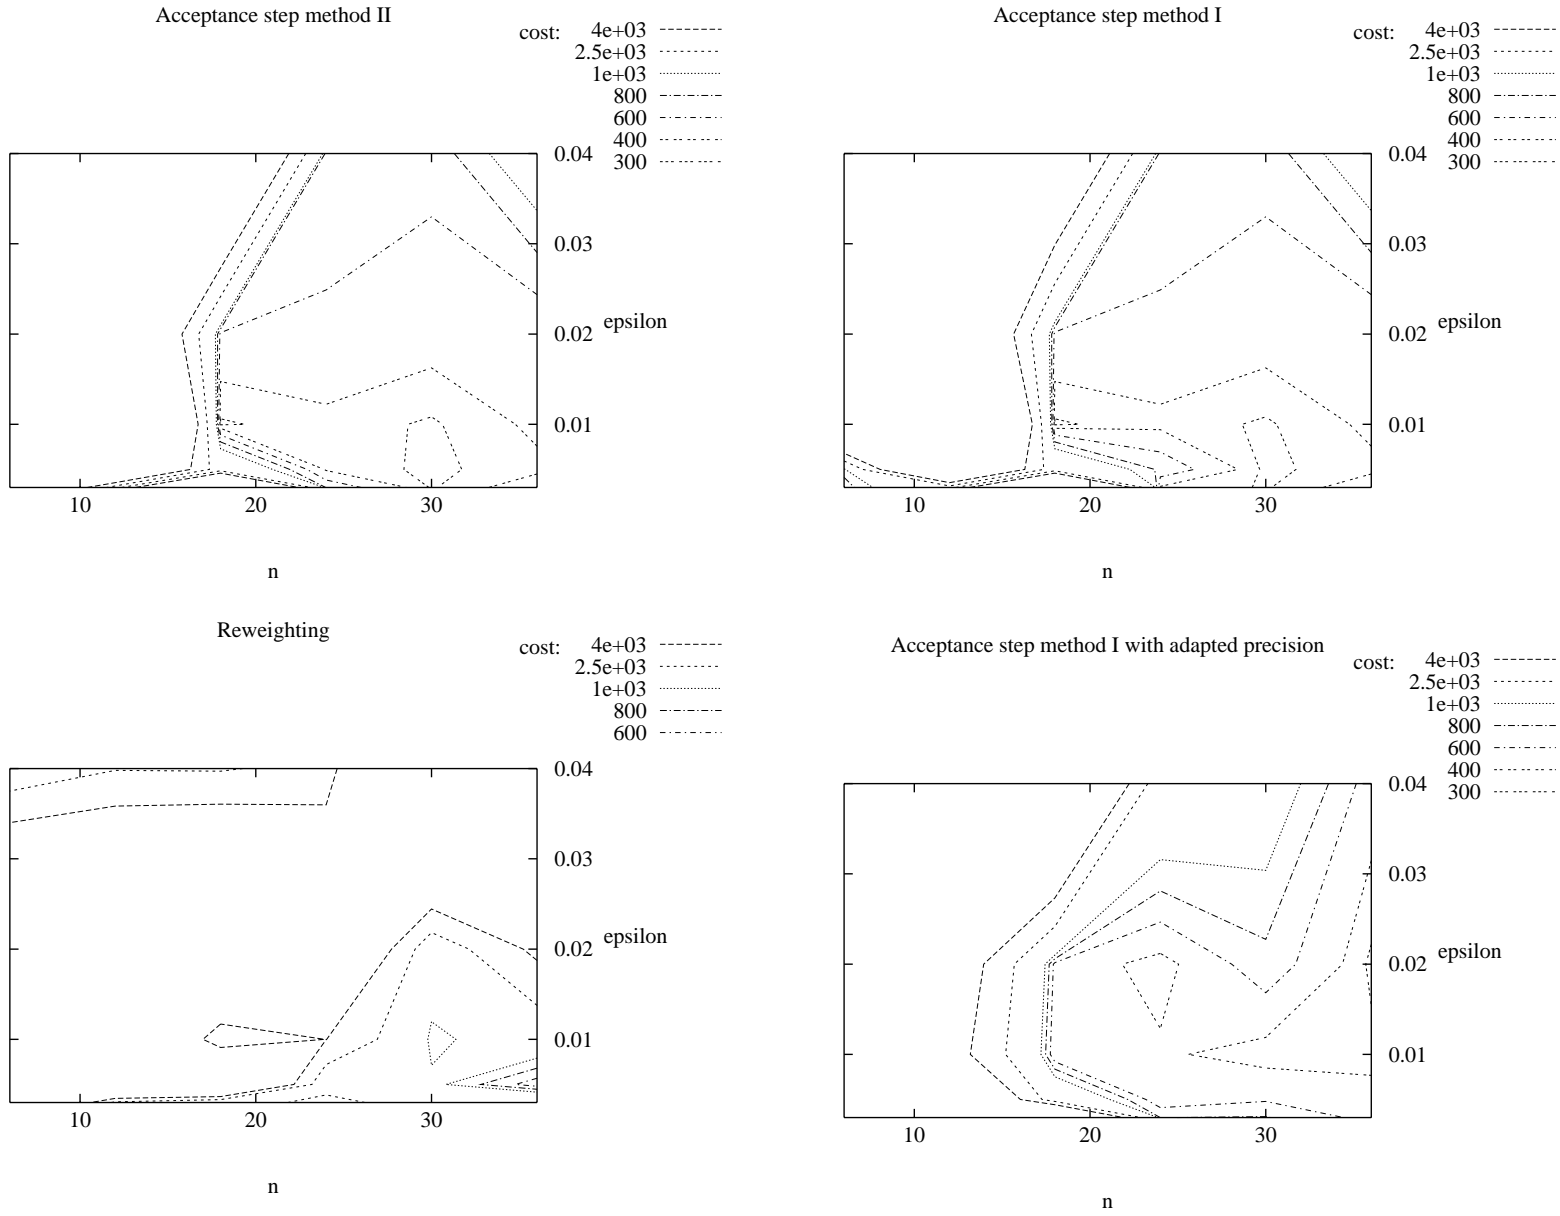 Acceptance step method II
cost: 4e+03
2.5e+03
1e+03
800
600
400
300
0.04
0.03
0.02
0.01
epsilon
10 20 30
n
Acceptance step method I
cost: 4e+03
2.5e+03
1e+03
800
600
400
300
0.04
0.03
0.02
0.01
epsilon
10 20 30
n
Reweighting
cost: 4e+03
2.5e+03
1e+03
800
600
0.04
0.03
0.02
0.01
epsilon
10 20 30
n
Acceptance step method I with adapted precision
cost: 4e+03
2.5e+03
1e+03
800
600
400
300
0.04
0.03
0.02
0.01
epsilon
10 20 30
n